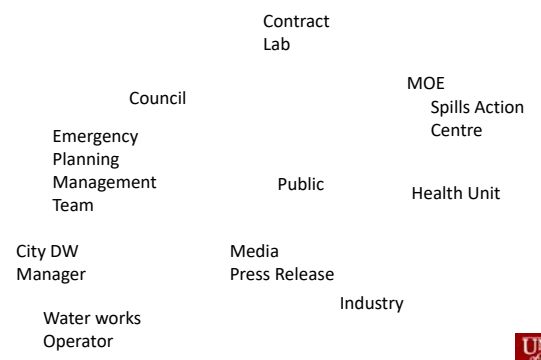 Contract
Lab
MOE
Spills Action
Centre
Council
Emergency
Planning
Management
Team
Public
Health Unit
City DW
Manager
Media
Press Release
Industry
Water works
Operator